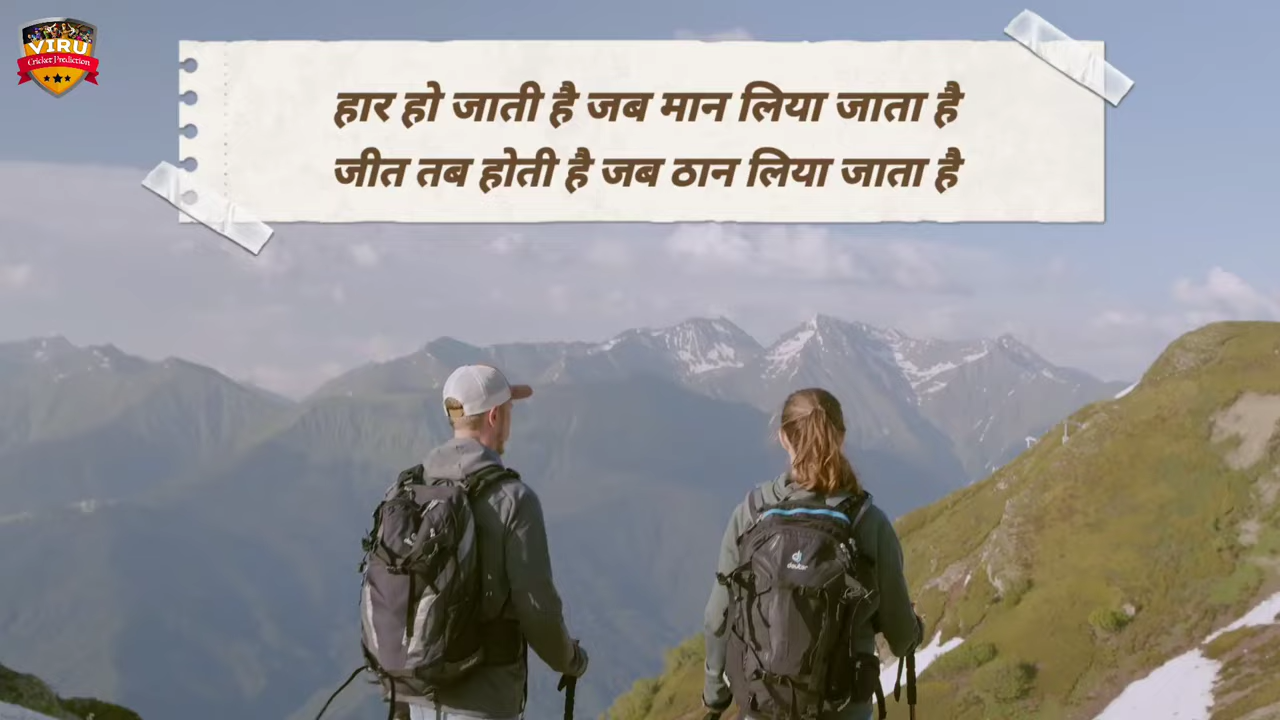 VIRU
Cricket Prediction
हार हो जाती है जब मान लिया जाता है
जीत तब होती है जब ठान लिया जाता है
deuter